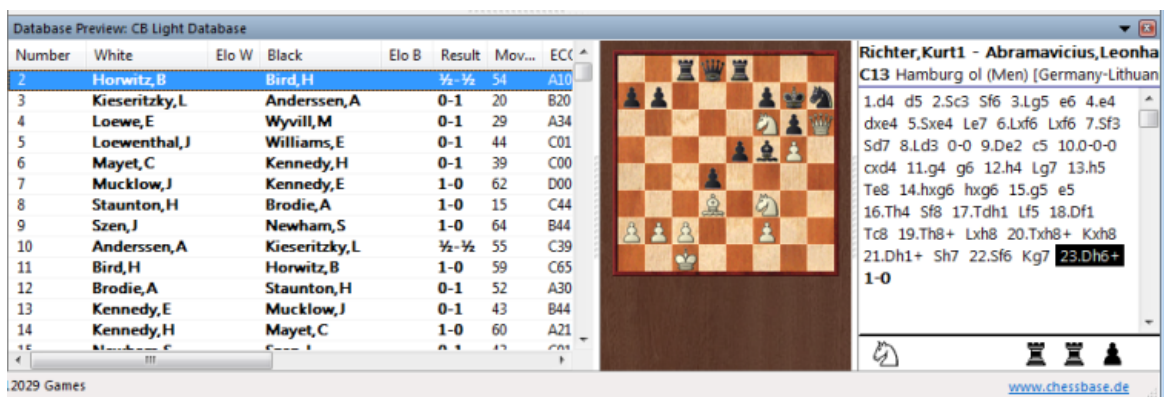 Database Preview: CB Light Database
Number White Elo W Black Elo B Result Mov... ECC
2 Horwitz,B Bird,H ½-½ 54 A10
3 Kieseritzky,L Anderssen,A 0-1 20 B20
4 Loewe,E Wyvill,M 0-1 29 A34
5 Loewenthal,J Williams,E 0-1 44 C01
6 Mayet,C Kennedy,H 0-1 39 C00
7 Mucklow,J Kennedy,E 1-0 62 D00
8 Staunton,H Brodie,A 1-0 15 C44
9 Szen,J Newham,S 1-0 64 B44
10 Anderssen,A Kieseritzky,L ½-½ 55 C39
11 Bird,H Horwitz,B 1-0 59 C65
12 Brodie,A Staunton,H 0-1 52 A30
13 Kennedy,E Mucklow,J 0-1 43 B44
14 Kennedy,H Mayet,C 1-0 60 A21
Richter,Kurt1 - Abramavicius,Leonha
C13 Hamburg ol (Men) [Germany-Lithuan
1.d4 d5 2.Sc3 Sf6 3.Lg5 e6 4.e4
dxe4 5.Sxe4 Le7 6.Lxf6 Lxf6 7.Sf3
Sd7 8.Ld3 0-0 9.De2 c5 10.0-0-0
cxd4 11.g4 g6 12.h4 Lg7 13.h5
Te8 14.hxg6 hxg6 15.g5 e5
16.Th4 Sf8 17.Tdh1 Lf5 18.Df1
Tc8 19.Th8+ Lxh8 20.Txh8+ Kxh8
21.Dh1+ Sh7 22.Sf6 Kg7 23.Dh6+
1-0
.2029 Games
www.chessbase.de